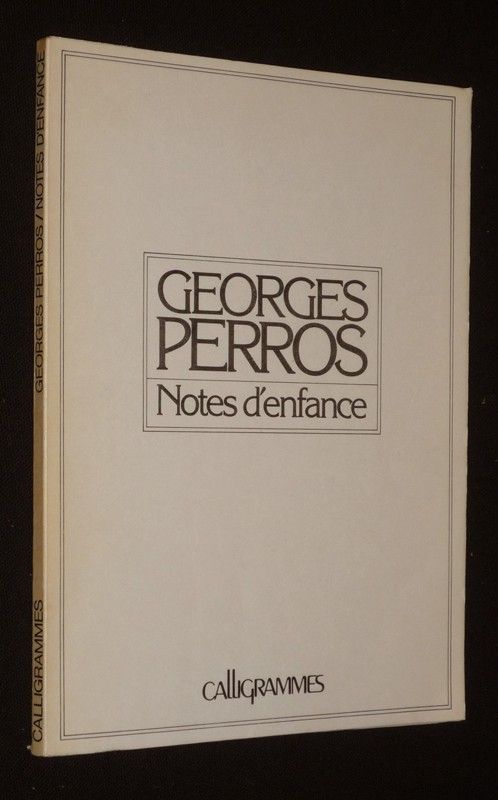 GEORGES
PERROS
Notes d'enfance
CALLIGRAMMES
GEORGES PERROS / NOTES D'ENFANCE
CALLIGRAMMES